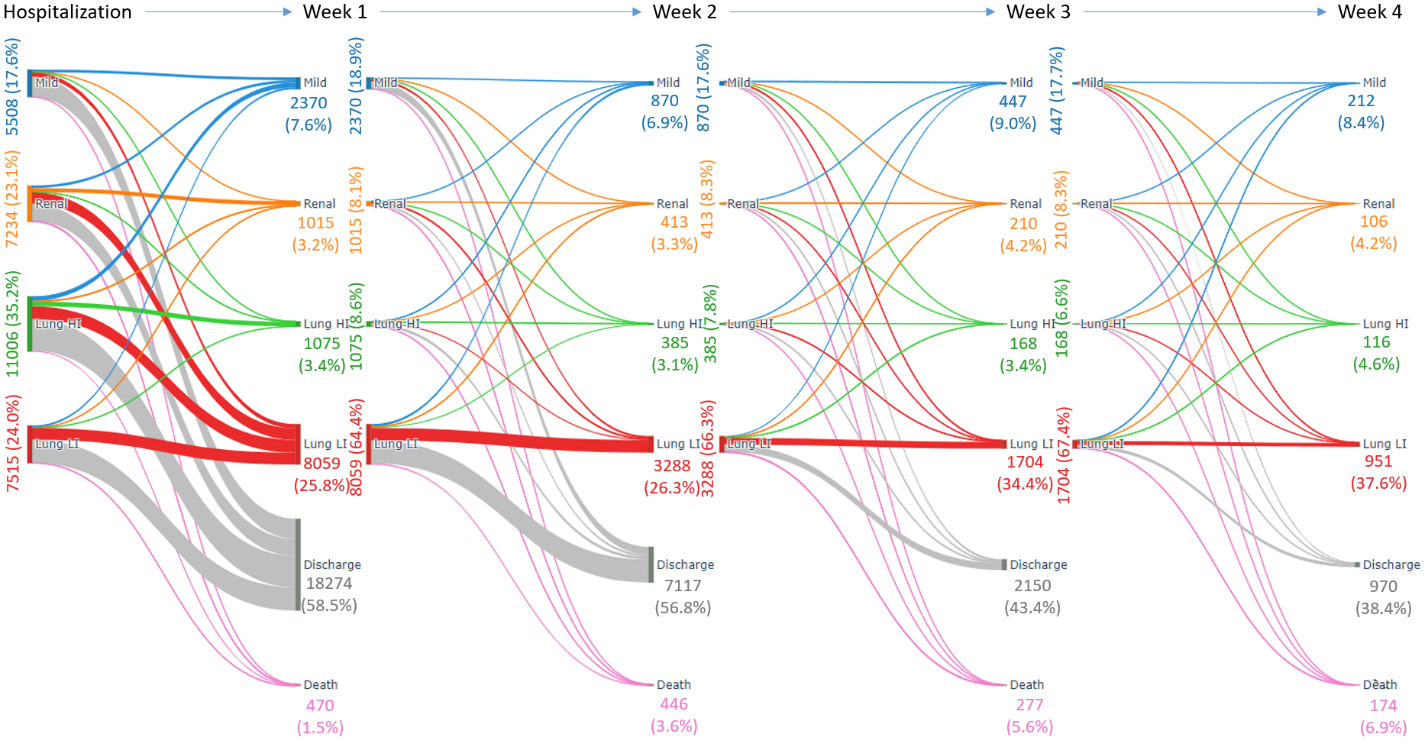 Hospitalization
Week 1
Week 2
Week 3
Week 4
5508 (17.6%)
Mild
Mild
2370
(7.6%)
2370 (18.9%)
Mild
Mild
870
(6.9%)
870 (17.6%)
Mild
Mild
447
(9.0%)
447 (17.7%)
Mild
Mild
212
(8.4%)
7234 (23.1%)
Renal
Renal
1015
(3.2%)
1015 (8.1%)
Renal
Renal
413
(3.3%)
413 (8.3%)
Renal
Renal
210
(4.2%)
210 (8.3%)
Renal
Renal
106
(4.2%)
11006 (35.2%)
Lung HI
Lung HI
1075
(3.4%)
1075 (8.6%)
Lung HI
Lung HI
385
(3.1%)
385 (7.8%)
Lung HI
Lung HI
168
(3.4%)
168 (6.6%)
Lung HI
Lung HI
116
(4.6%)
7515 (24.0%)
Lung LI
Lung LI
8059
(25.8%)
8059 (64.4%)
Lung LI
Lung LI
3288
(26.3%)
3288 (66.3%)
Lung LI
Lung LI
1704
(34.4%)
1704 (67.4%)
Lung LI
Lung LI
951
(37.6%)
Discharge
18274
(58.5%)
Discharge
7117
(56.8%)
Discharge
2150
(43.4%)
Discharge
970
(38.4%)
Death
470
(1.5%)
Death
446
(3.6%)
Death
277
(5.6%)
Death
174
(6.9%)